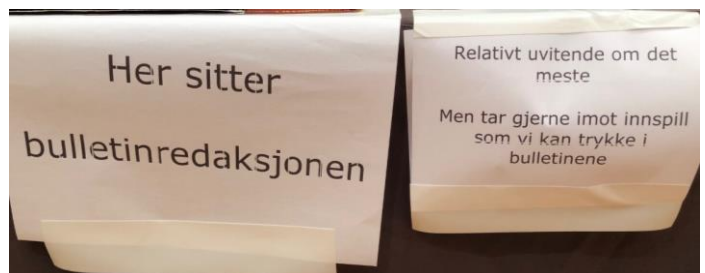 Her sitter
bulletinredaksjonen
Relativt uvitende om det
meste
Men tar gjerne imot innspill
som vi kan trykke i
bulletinene